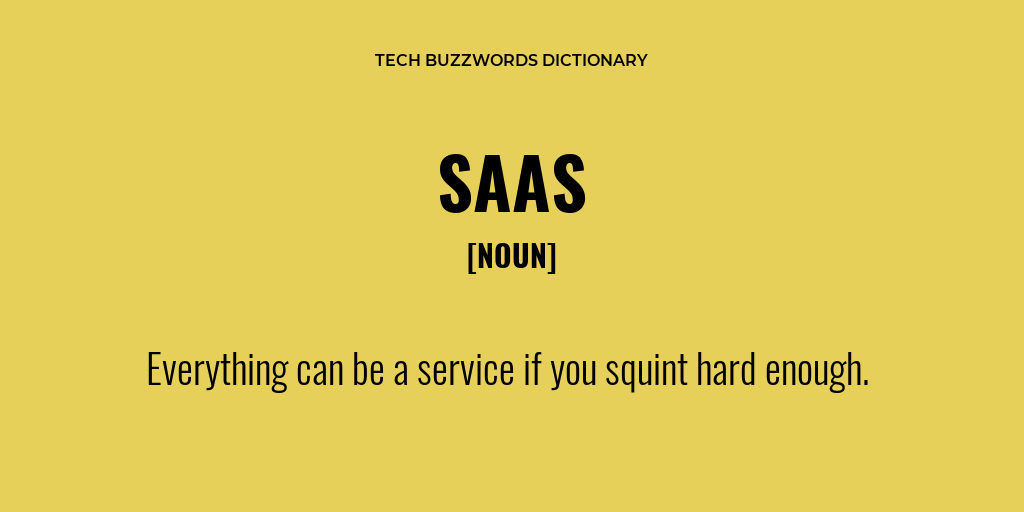 TECH BUZZWORDS DICTIONARY
SAAS
[NOUN]
Everything can be a service if you squint hard enough.